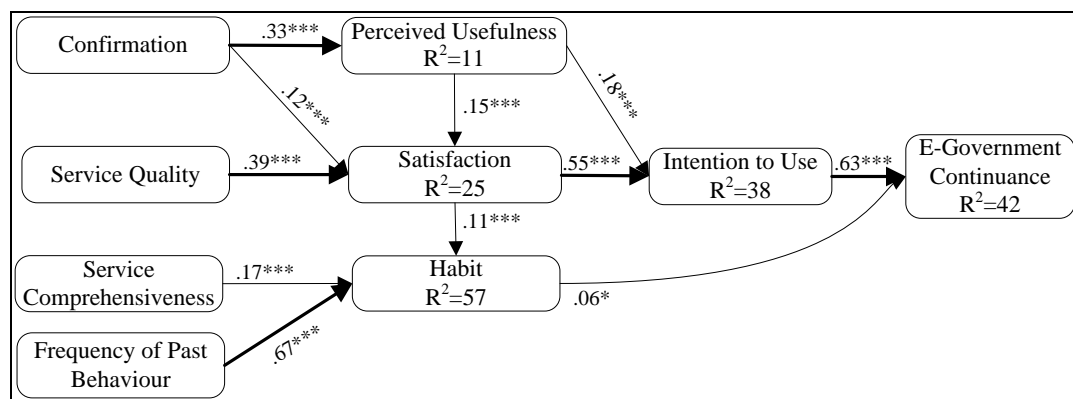 Confirmation
.33***
Perceived Usefulness
R²=11
.12***
.15***
.18***
Service Quality
.39***
Satisfaction
R²=25
.55***
Intention to Use
R²=38
.63***
E-Government
Continuance
R²=42
.11***
Service
Comprehensiveness
.17***
Habit
R²=57
.06*
Frequency of Past
Behaviour
.67***